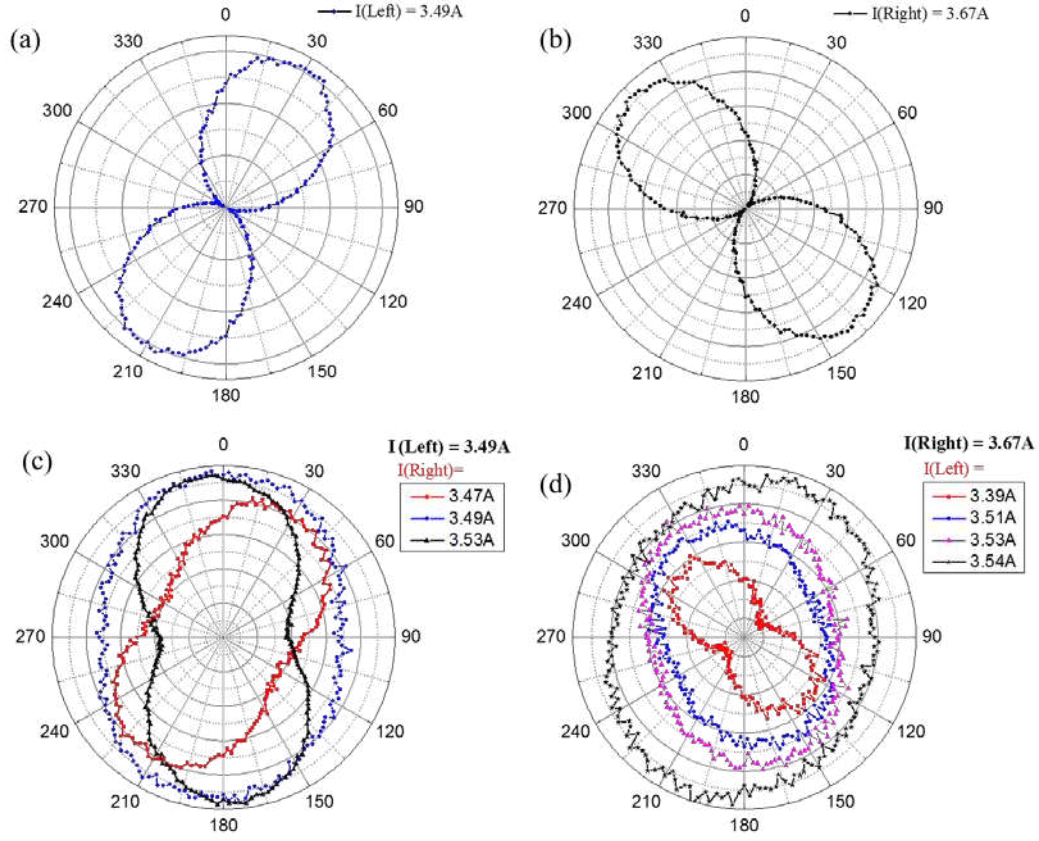 (a)
I(Left) = 3.49A
0
30
60
90
120
150
180
210
240
270
300
330
(b)
I(Right) = 3.67A
0
30
60
90
120
150
180
210
240
270
300
330
(c)
I (Left) = 3.49A
I(Right)=
3.47A
3.49A
3.53A
0
30
60
90
120
150
180
210
240
270
300
330
(d)
I(Right) = 3.67A
I(Left) =
3.39A
3.51A
3.53A
3.54A
0
30
60
90
120
150
180
210
240
270
300
330